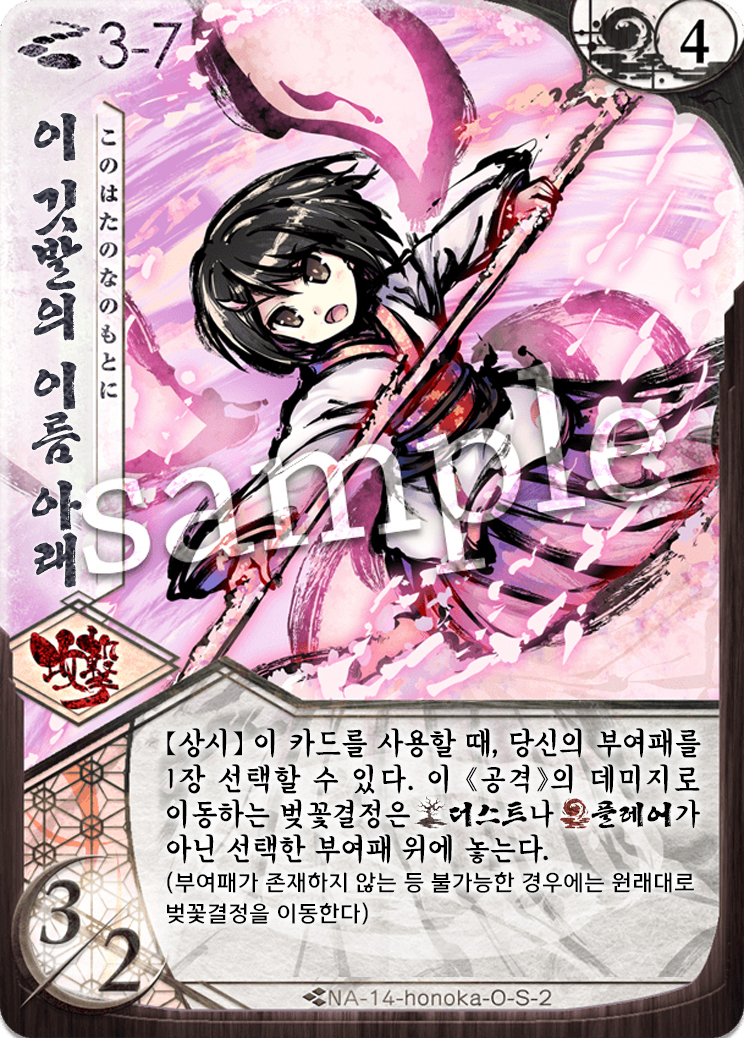 3-7
4
이 깃발의 이름 아래
このはたのなのもとに
sample
【상시】 이 카드를 사용할 때, 당신의 부여패를
1장 선택할 수 있다. 이 《공격》의 데미지로
이동하는 벚꽃결정은 더스트나 플레어가
아닌 선택한 부여패 위에 놓는다.
(부여패가 존재하지 않는 등 불가능한 경우에는 원래대로
벚꽃결정을 이동한다)
3/2
NA-14-honoka-O-S-2